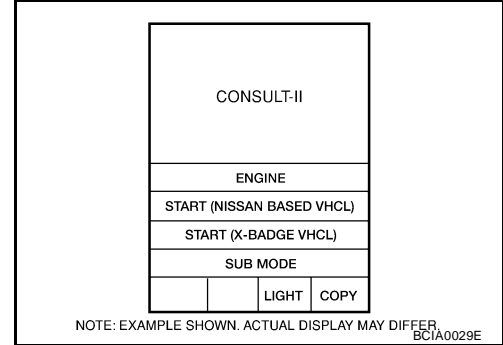 CONSULT-II
ENGINE
START (NISSAN BASED VHCL)
START (X-BADGE VHCL)
SUB MODE
LIGHT COPY
NOTE: EXAMPLE SHOWN. ACTUAL DISPLAY MAY DIFFER.
BCIA0029E